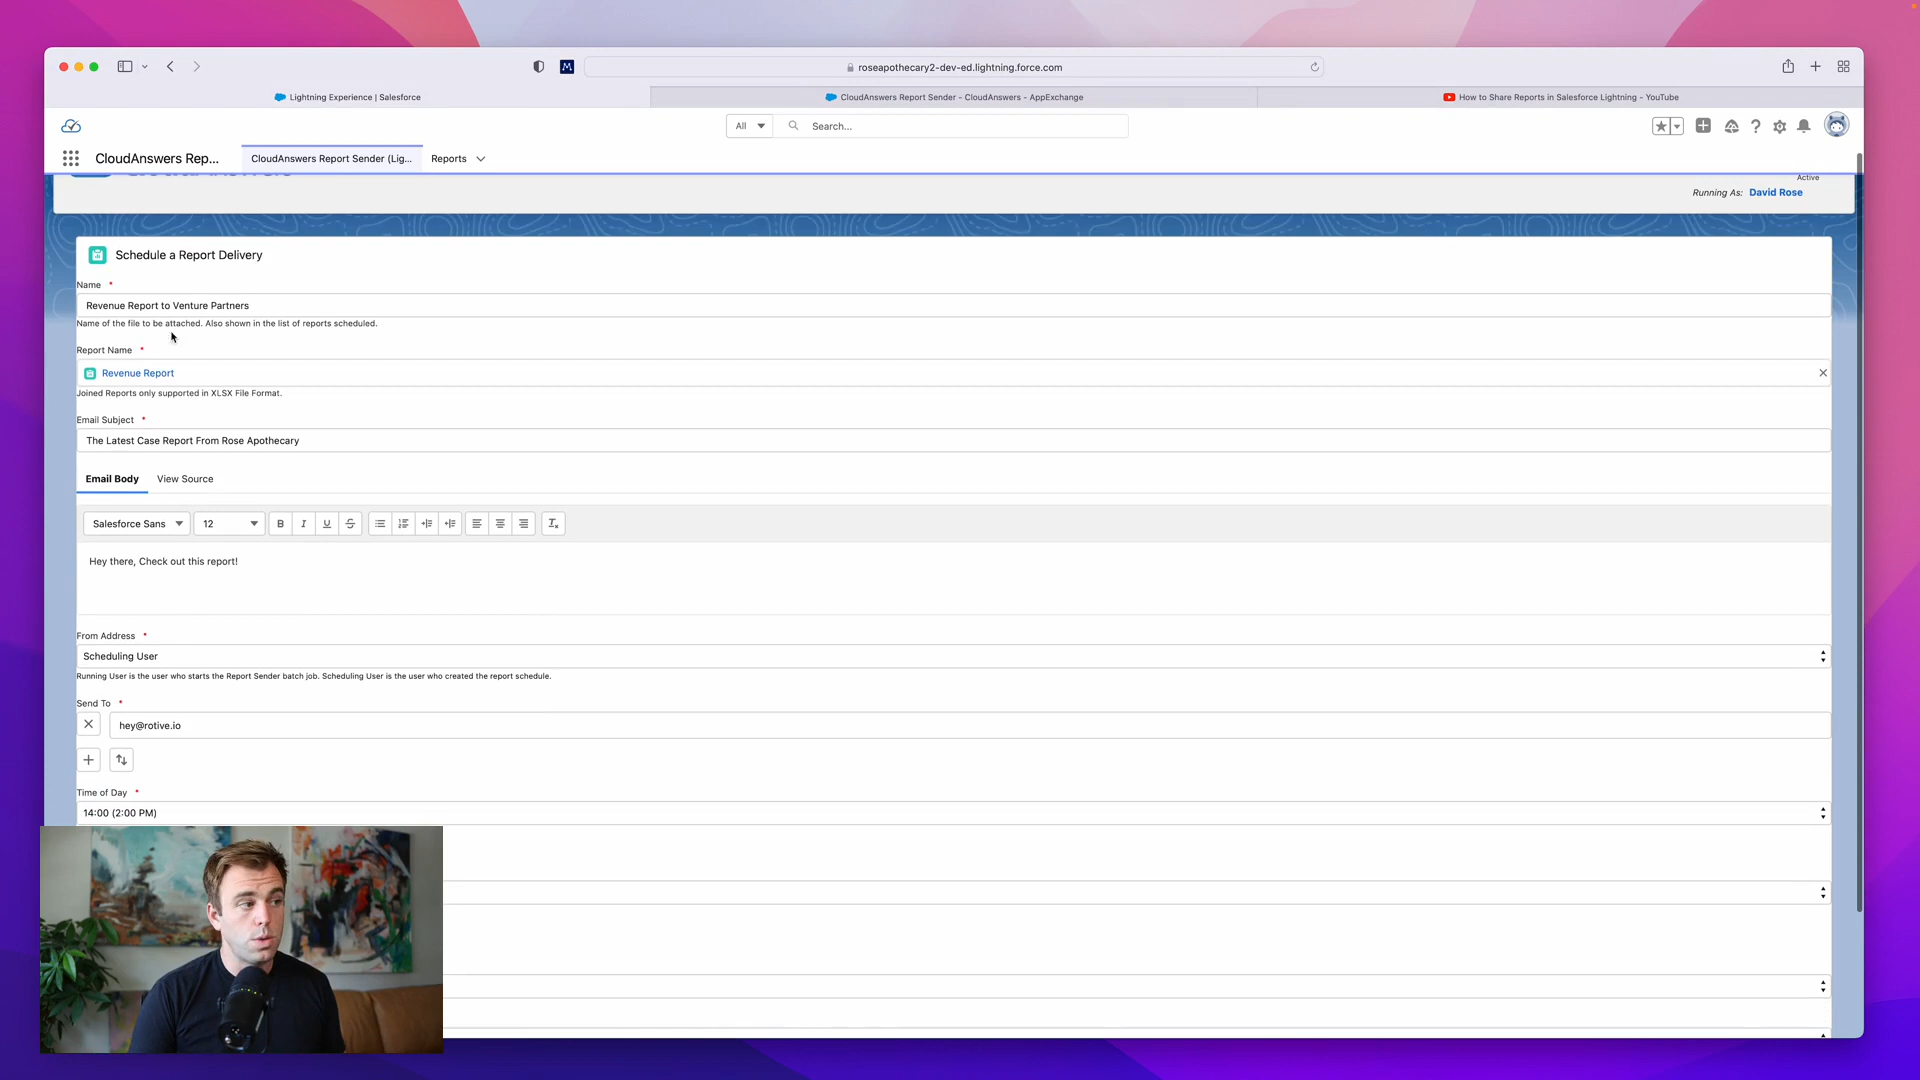 roseapothecary2-dev-ed.lightning.force.com
Lightning Experience | Salesforce
CloudAnswers Report Sender - CloudAnswers - AppExchange
How to Share Reports in Salesforce Lightning - YouTube
All
Search...
CloudAnswers Rep...
CloudAnswers Report Sender (Lig...
Reports
Active
Running As: David Rose
Schedule a Report Delivery
Name *
Revenue Report to Venture Partners
Name of the file to be attached. Also shown in the list of reports scheduled.
Report Name *
Revenue Report
Joined Reports only supported in XLSX File Format.
Email Subject *
The Latest Case Report From Rose Apothecary
Email Body
View Source
Salesforce Sans
12
B I U S
Hey there, Check out this report!
From Address *
Scheduling User
Running User is the user who starts the Report Sender batch job. Scheduling User is the user who created the report schedule.
Send To *
hey@rotive.io
Time of Day *
14:00 (2:00 PM)